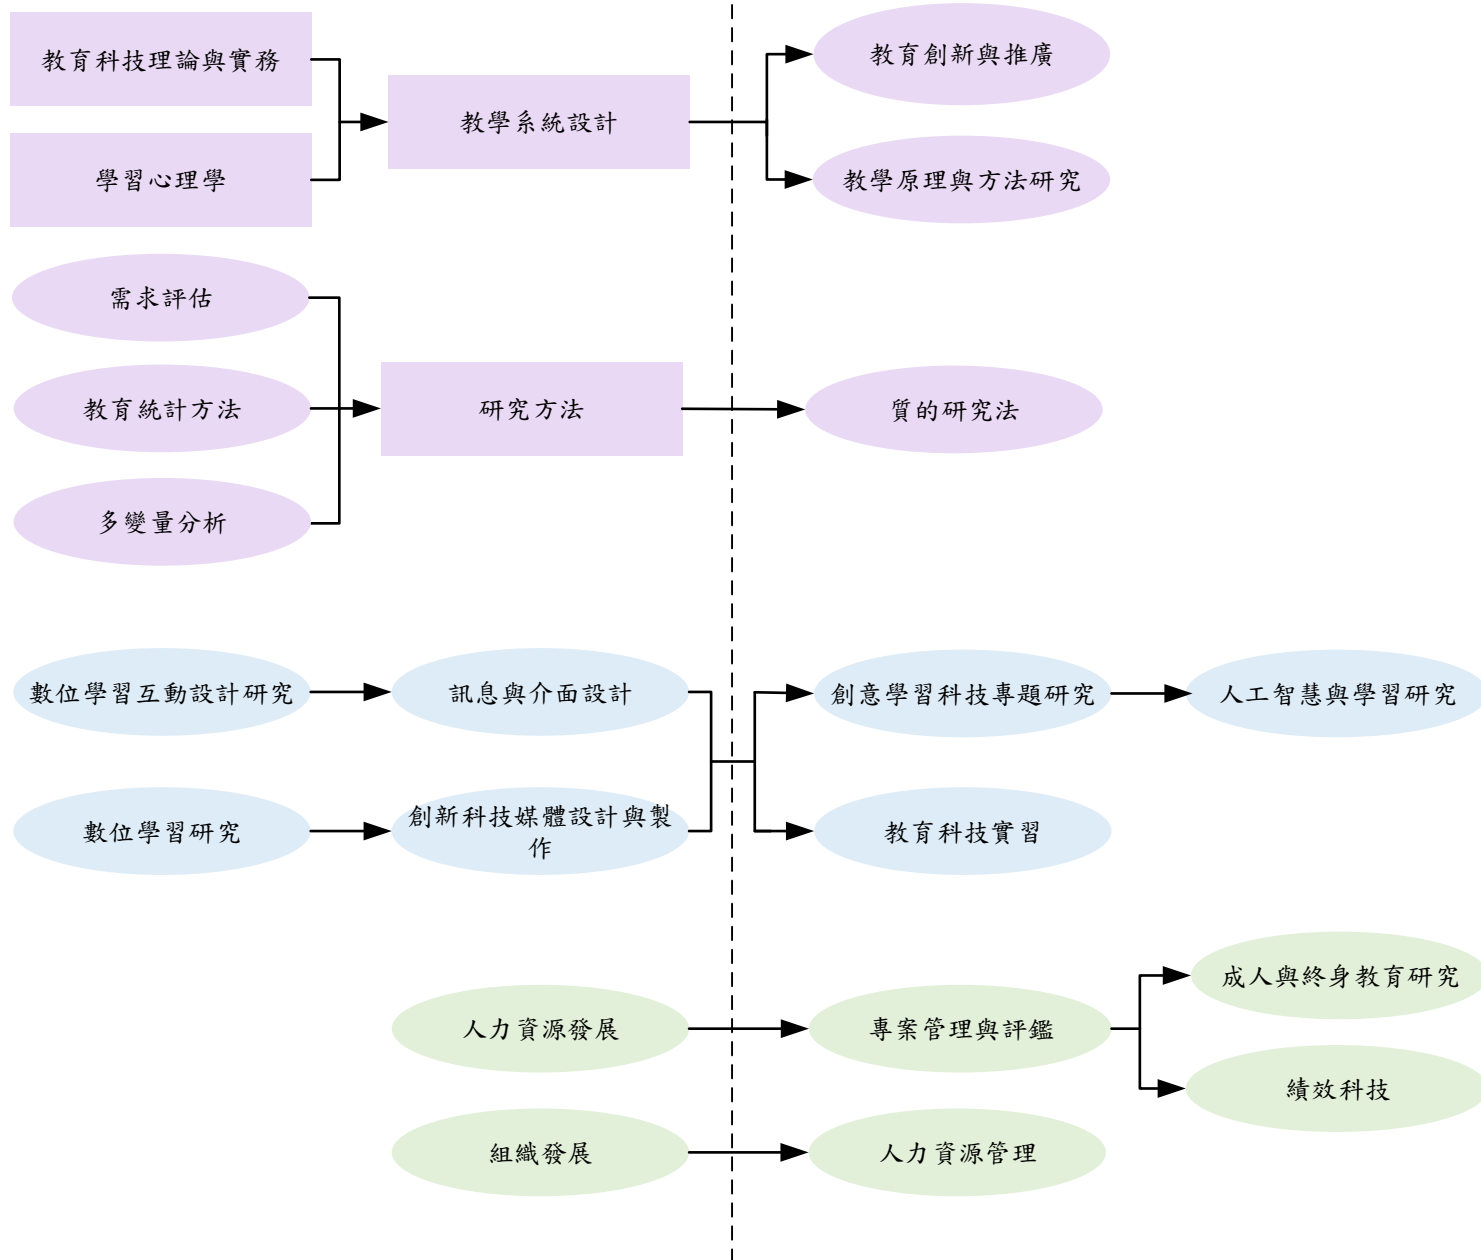 教育科技理論與實務
學習心理學
教學系統設計
教育創新與推廣
教學原理與方法研究
需求評估
教育統計方法
多變量分析
研究方法
質的研究法
數位學習互動設計研究
訊息與介面設計
創意學習科技專題研究
人工智慧與學習研究
數位學習研究
創新科技媒體設計與製
作
教育科技實習
人力資源發展
專案管理與評鑑
成人與終身教育研究
績效科技
組織發展
人力資源管理